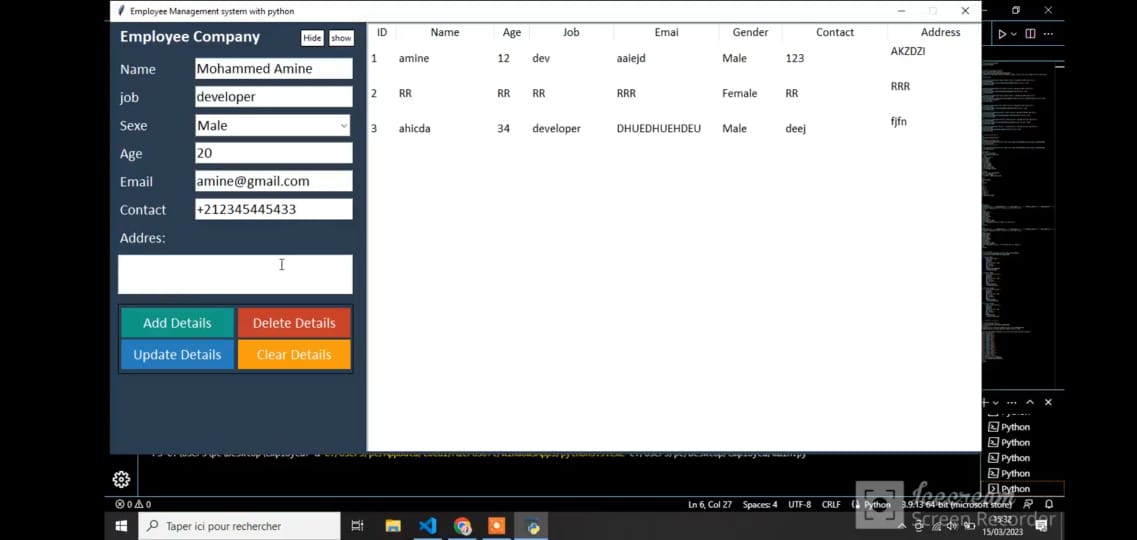 Employee Management system with python
Employee Company Hide show
Name Mohammed Amine
job developer
Sexe Male
Age 20
Email amine@gmail.com
Contact +212345445433
Addres:
Add Details Delete Details
Update Details Clear Details
ID Name Age Job Emai Gender Contact Address
1 amine 12 dev aaiejd Male 123 AKZDZI
2 RR RR RR RRR Female RR RRR
3 ahicda 34 developer DHUEDHUEHDEU Male deej fjfn
Python
Python
Python
Python
Python
0 0 Ln 6, Col 27 Spaces: 4 UTF-8 CRLF Python 3.9.13 64-bit (microsoft store)
Icecream
Screen Recorder
Taper ici pour rechercher
15:32
15/03/2023